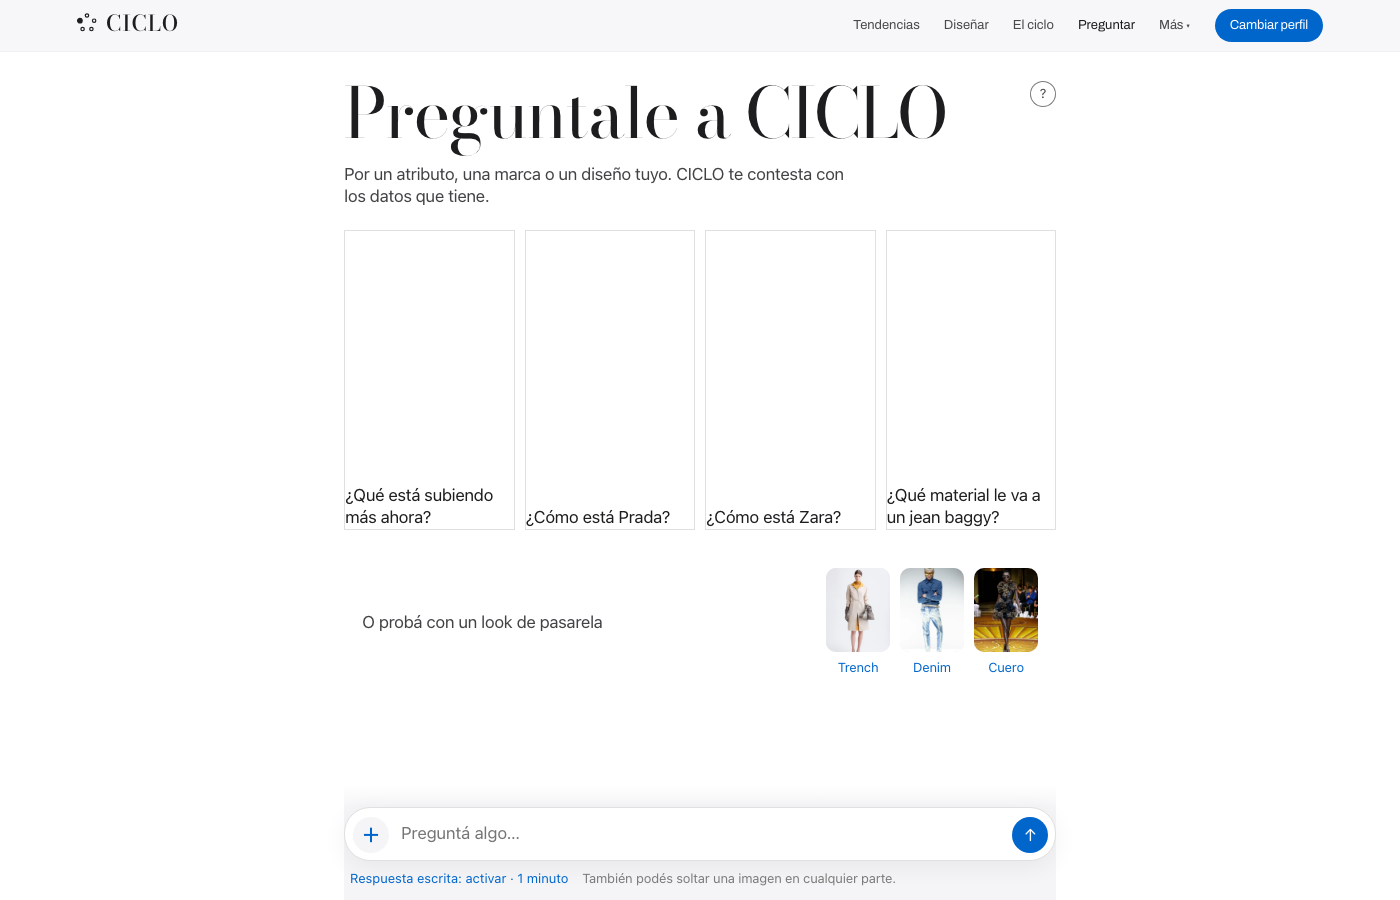 CICLO
Tendencias
Diseñar
El ciclo
Preguntar
Más
Cambiar perfil
Preguntale a CICLO
?
Por un atributo, una marca o un diseño tuyo. CICLO te contesta con
los datos que tiene.
¿Qué está subiendo
más ahora?
¿Cómo está Prada?
¿Cómo está Zara?
¿Qué material le va a
un jean baggy?
O probá con un look de pasarela
Trench
Denim
Cuero
Preguntá algo...
Respuesta escrita: activar · 1 minuto
También podés soltar una imagen en cualquier parte.